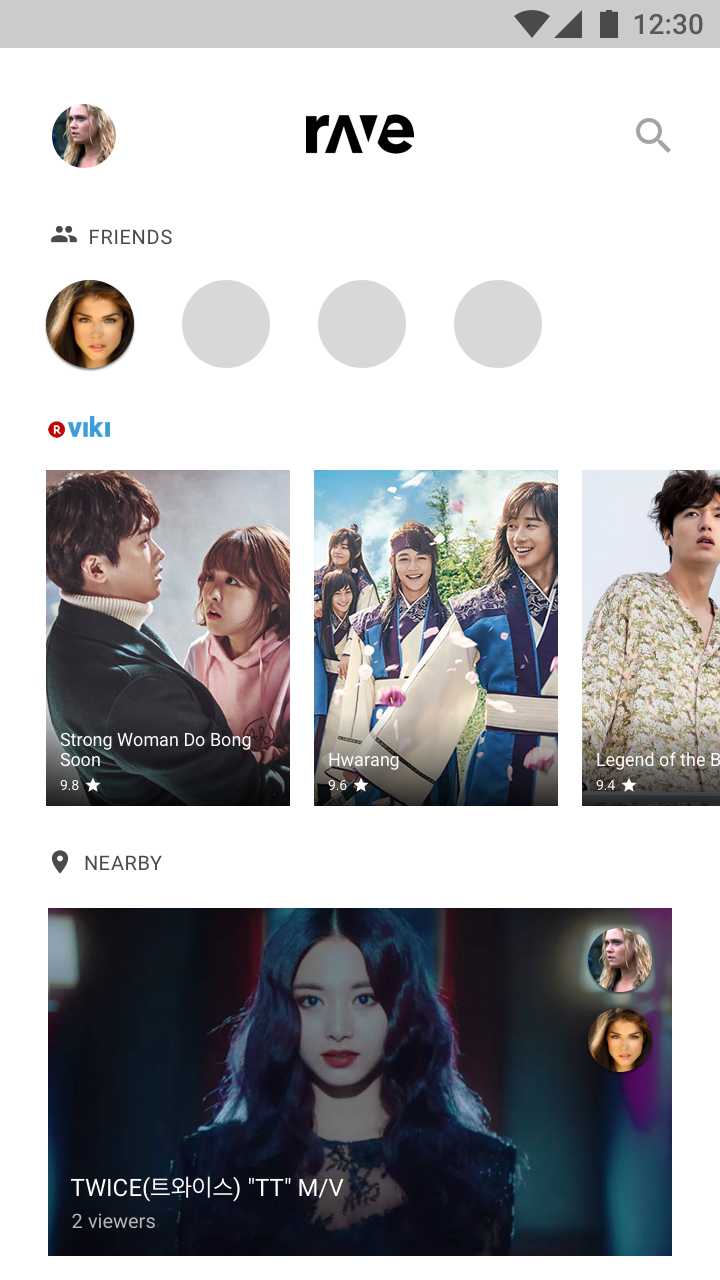 12:30
rave
FRIENDS
R viki
Strong Woman Do Bong
Soon
9.8
Hwarang
9.6
Legend of the B
9.4
NEARBY
TWICE(트와이스) "TT" M/V
2 viewers